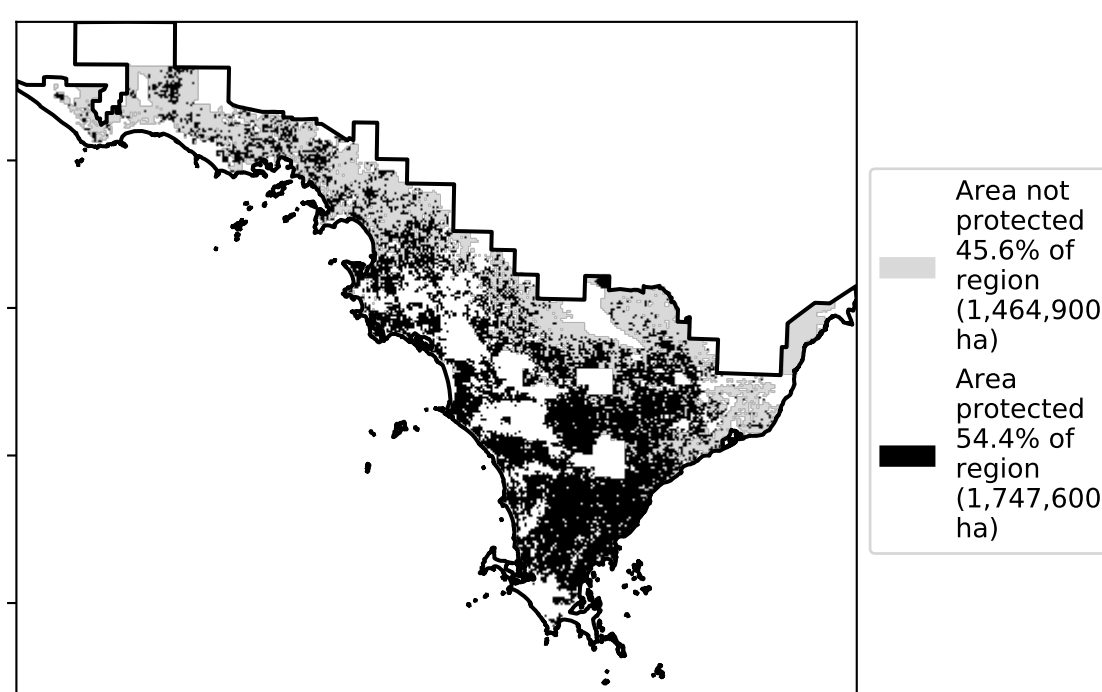 Area not
protected
45.6% of
region
(1,464,900
ha)
Area
protected
54.4% of
region
(1,747,600
ha)